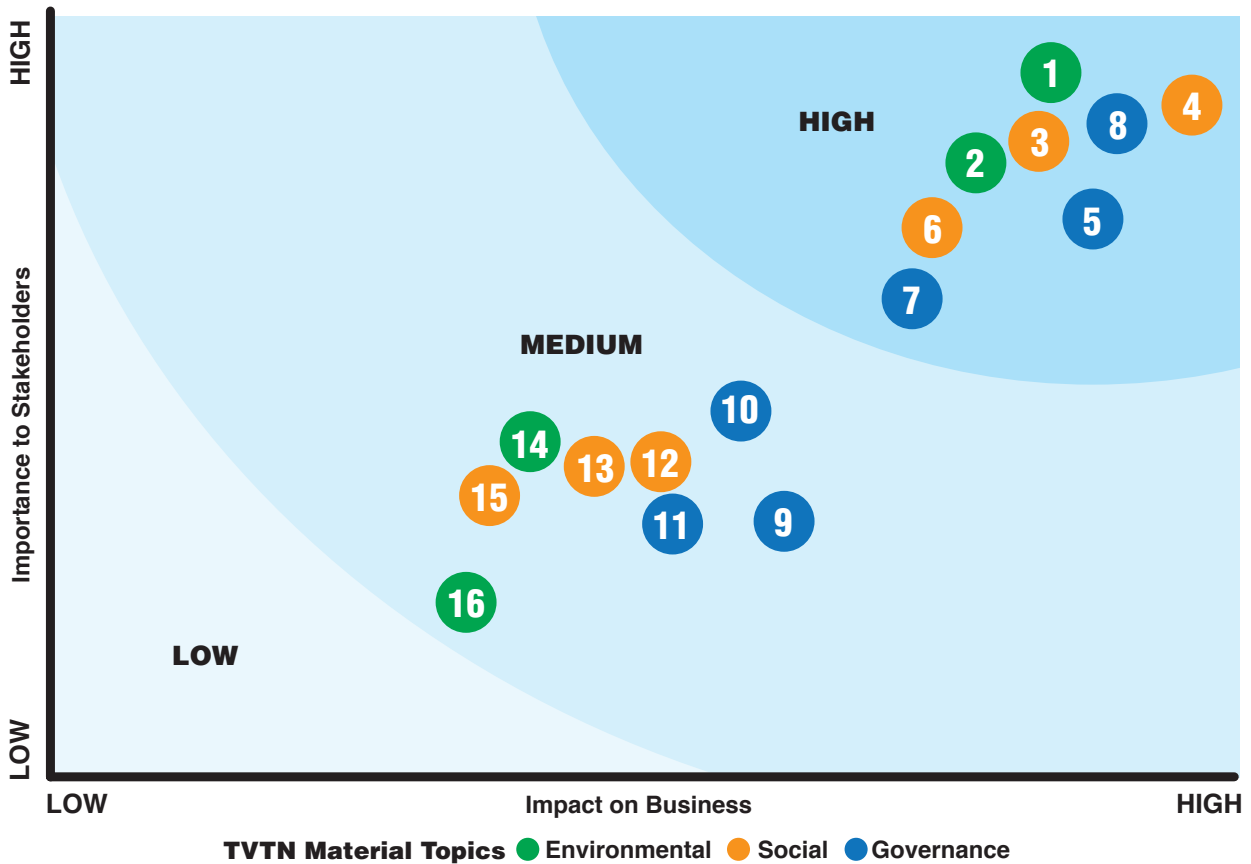 HIGH
Importance to Stakeholders
LOW
HIGH
MEDIUM
LOW
1
4
8
3
2
5
6
7
10
14
12
13
15
9
11
16
LOW
Impact on Business
HIGH
TVTN Material Topics Environmental Social Governance